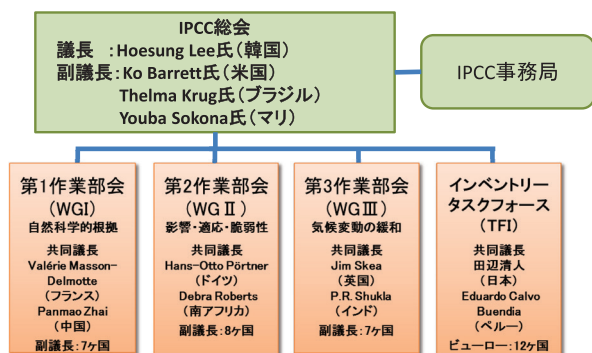 IPCC総会
議長　：Hoesung Lee氏（韓国）
副議長：Ko Barrett氏（米国）
Thelma Krug氏（ブラジル）
Youba Sokona氏（マリ）
IPCC事務局
第1作業部会
（WGⅠ）
自然科学的根拠
共同議長
Valérie Masson-
Delmotte
（フランス）
Panmao Zhai
（中国）
副議長：7ヶ国
第2作業部会
（WGⅡ）
影響・適応・脆弱性
共同議長
Hans-Otto Pörtner
（ドイツ）
Debra Roberts
（南アフリカ）
副議長：8ヶ国
第3作業部会
（WGⅢ）
気候変動の緩和
共同議長
Jim Skea
（英国）
P.R. Shukla
（インド）
副議長：7ヶ国
インベントリー
タスクフォース
（TFI）
共同議長
田辺清人
（日本）
Eduardo Calvo
Buendia
（ペルー）
ビューロー：12ヶ国